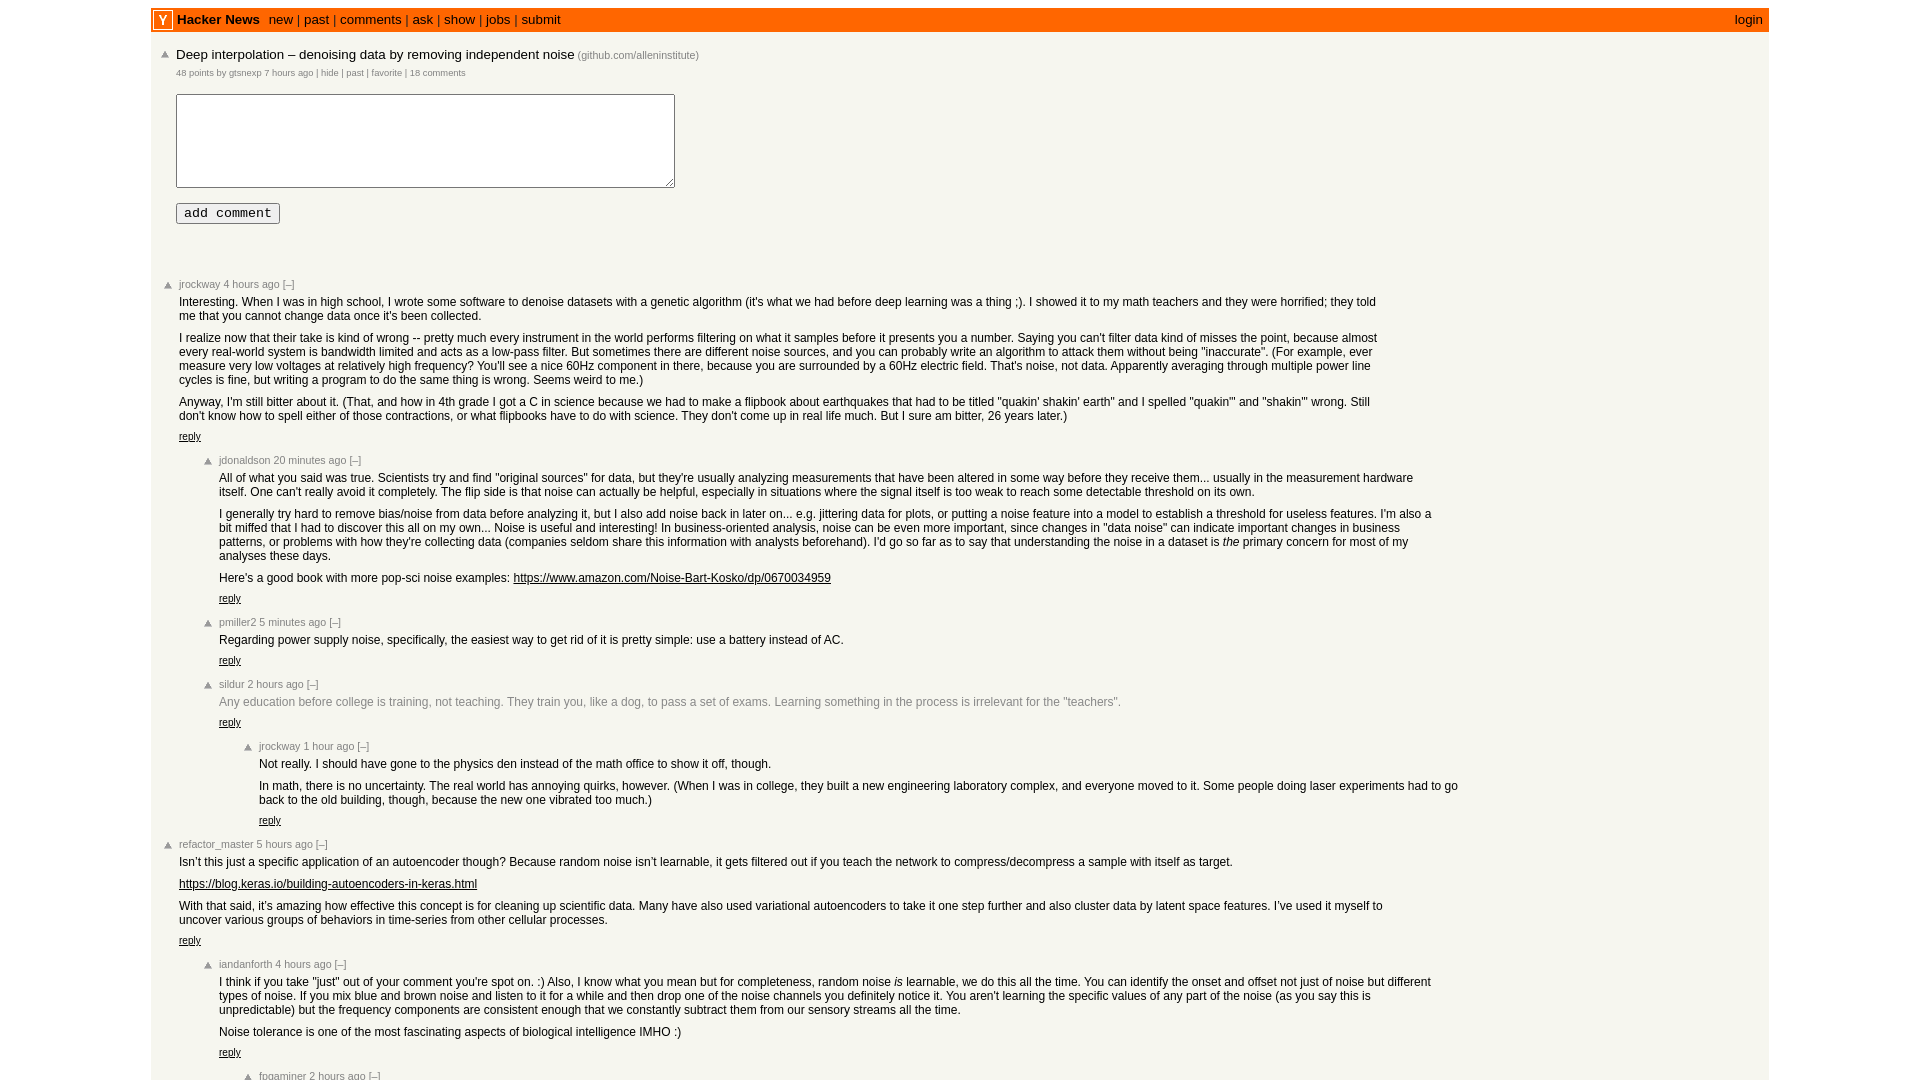 Y Hacker News new | past | comments | ask | show | jobs | submit login
Deep interpolation – denoising data by removing independent noise (github.com/alleninstitute)
48 points by gtsnexp 7 hours ago | hide | past | favorite | 18 comments
add comment
jrockway 4 hours ago [–]
Interesting. When I was in high school, I wrote some software to denoise datasets with a genetic algorithm (it's what we had before deep learning was a thing ;). I showed it to my math teachers and they were horrified; they told
me that you cannot change data once it's been collected.
I realize now that their take is kind of wrong -- pretty much every instrument in the world performs filtering on what it samples before it presents you a number. Saying you can't filter data kind of misses the point, because almost
every real-world system is bandwidth limited and acts as a low-pass filter. But sometimes there are different noise sources, and you can probably write an algorithm to attack them without being "inaccurate". (For example, ever
measure very low voltages at relatively high frequency? You'll see a nice 60Hz component in there, because you are surrounded by a 60Hz electric field. That's noise, not data. Apparently averaging through multiple power line
cycles is fine, but writing a program to do the same thing is wrong. Seems weird to me.)
Anyway, I'm still bitter about it. (That, and how in 4th grade I got a C in science because we had to make a flipbook about earthquakes that had to be titled "quakin' shakin' earth" and I spelled "quakin'" and "shakin'" wrong. Still
don't know how to spell either of those contractions, or what flipbooks have to do with science. They don't come up in real life much. But I sure am bitter, 26 years later.)
reply
jdonaldson 20 minutes ago [–]
All of what you said was true. Scientists try and find "original sources" for data, but they're usually analyzing measurements that have been altered in some way before they receive them... usually in the measurement hardware
itself. One can't really avoid it completely. The flip side is that noise can actually be helpful, especially in situations where the signal itself is too weak to reach some detectable threshold on its own.
I generally try hard to remove bias/noise from data before analyzing it, but I also add noise back in later on... e.g. jittering data for plots, or putting a noise feature into a model to establish a threshold for useless features. I'm also a
bit miffed that I had to discover this all on my own... Noise is useful and interesting! In business-oriented analysis, noise can be even more important, since changes in "data noise" can indicate important changes in business
patterns, or problems with how they're collecting data (companies seldom share this information with analysts beforehand). I'd go so far as to say that understanding the noise in a dataset is the primary concern for most of my
analyses these days.
Here's a good book with more pop-sci noise examples: https://www.amazon.com/Noise-Bart-Kosko/dp/0670034959
reply
pmiller2 5 minutes ago [–]
Regarding power supply noise, specifically, the easiest way to get rid of it is pretty simple: use a battery instead of AC.
reply
sildur 2 hours ago [–]
Any education before college is training, not teaching. They train you, like a dog, to pass a set of exams. Learning something in the process is irrelevant for the "teachers".
reply
jrockway 1 hour ago [–]
Not really. I should have gone to the physics den instead of the math office to show it off, though.
In math, there is no uncertainty. The real world has annoying quirks, however. (When I was in college, they built a new engineering laboratory complex, and everyone moved to it. Some people doing laser experiments had to go
back to the old building, though, because the new one vibrated too much.)
reply
refactor_master 5 hours ago [–]
Isn’t this just a specific application of an autoencoder though? Because random noise isn’t learnable, it gets filtered out if you teach the network to compress/decompress a sample with itself as target.
https://blog.keras.io/building-autoencoders-in-keras.html
With that said, it’s amazing how effective this concept is for cleaning up scientific data. Many have also used variational autoencoders to take it one step further and also cluster data by latent space features. I’ve used it myself to
uncover various groups of behaviors in time-series from other cellular processes.
reply
iandanforth 4 hours ago [–]
I think if you take "just" out of your comment you're spot on. :) Also, I know what you mean but for completeness, random noise is learnable, we do this all the time. You can identify the onset and offset not just of noise but different
types of noise. If you mix blue and brown noise and listen to it for a while and then drop one of the noise channels you definitely notice it. You aren't learning the specific values of any part of the noise (as you say this is
unpredictable) but the frequency components are consistent enough that we constantly subtract them from our sensory streams all the time.
Noise tolerance is one of the most fascinating aspects of biological intelligence IMHO :)
reply
fpgaminer 2 hours ago [–]